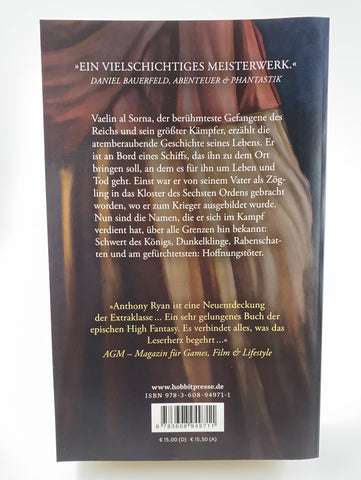 »EIN VIELSCHICHTIGES MEISTERWERK.«
DANIEL BAUERFELD, ABENTEUER & PHANTASTIK
Vaelin al Sorna, der berühmteste Gefangene des
Reichs und sein größter Kämpfer, erzählt die
atemberaubende Geschichte seines Lebens. Er
ist an Bord eines Schiffs, das ihn zu dem Ort
bringen soll, an dem es für ihn um Leben und
Tod geht. Einst war er von seinem Vater als Zög-
ling in das Kloster des Sechsten Ordens gebracht
worden, wo er zum Krieger ausgebildet wurde.
Nun sind die Namen, die er sich im Kampf
verdient hat, über alle Grenzen hin bekannt:
Schwert des Königs, Dunkelklinge, Rabenschat-
ten und am gefürchtetsten: Hoffnungstöter.
»Anthony Ryan ist eine Neuentdeckung
der Extraklasse ... Ein sehr gelungenes Buch der
epischen High Fantasy. Es verbindet alles, was das
Leserherz begehrt ...«
AGM – Magazin für Games, Film & Lifestyle
www.hobbitpresse.de
ISBN 978-3-608-94971-1
9 783608 949711
€ 15,00 (D) € 15,50 (A)